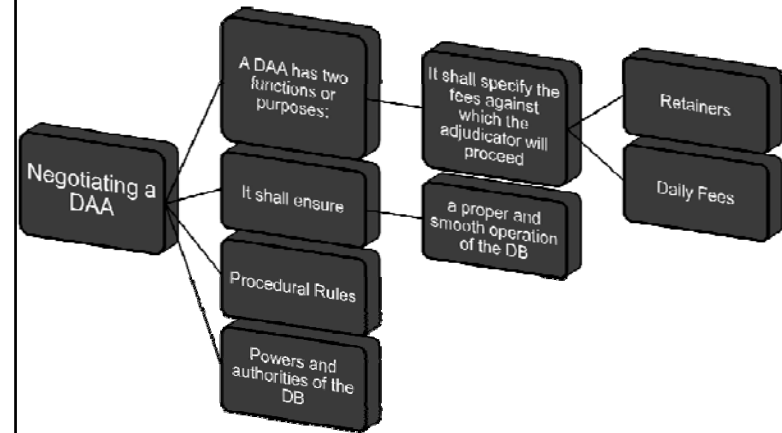 Negotiating a
DAA
A DAA has two
functions or
purposes:
It shall specify the
fees against
which the
adjudicator will
proceed
Retainers
Daily Fees
It shall ensure
a proper and
smooth operation
of the DB
Procedural Rules
Powers and
authorities of the
DB